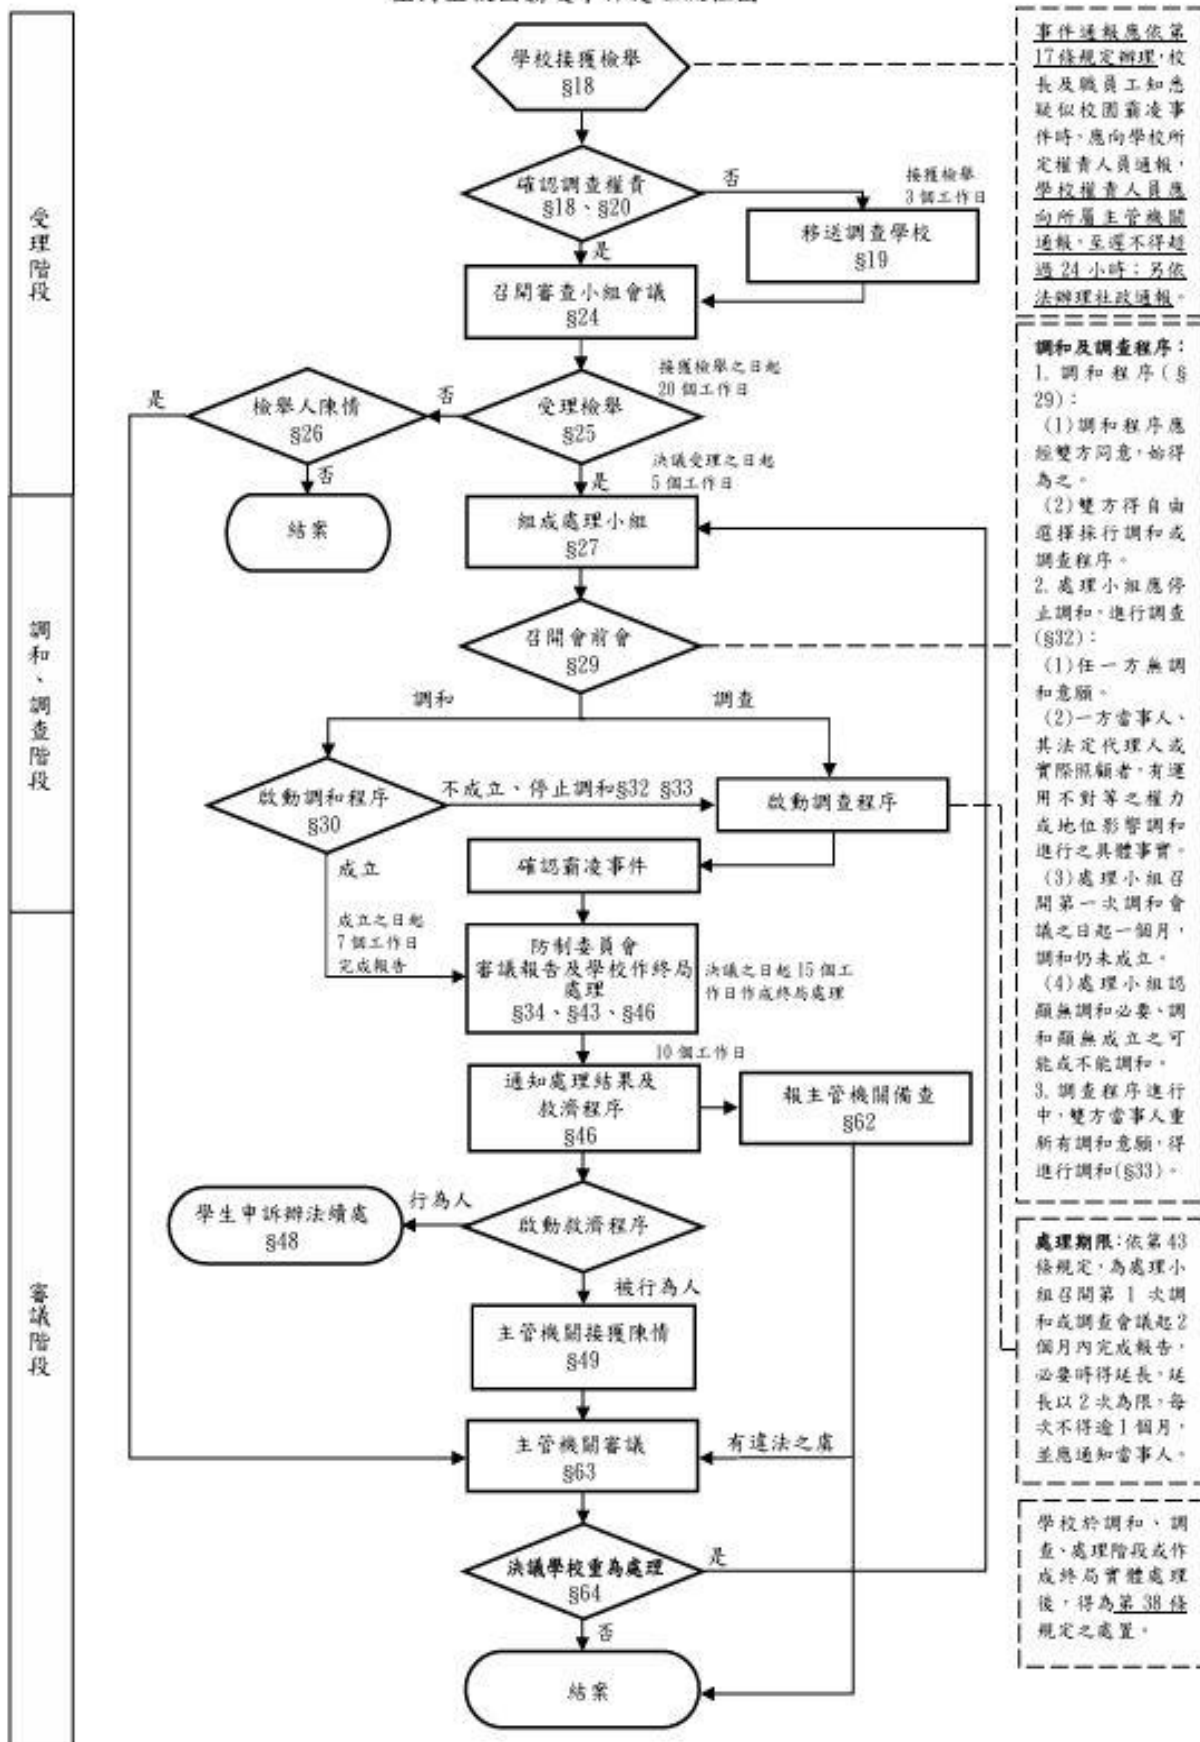 學校接獲檢舉
§18
確認調查權責
§18、§20
否
接獲檢舉
3個工作日
移送調查學校
§19
是
召開審查小組會議
§24
接獲檢舉之日起
20個工作日
受理檢舉
§25
否
檢舉人陳情
§26
是
否
結案
決議受理之日起
5個工作日
是
組成處理小組
§27
召開會前會
§29
調和
調查
啟動調和程序
§30
不成立、停止調和§32 §33
啟動調查程序
成立
確認霸凌事件
成立之日起
7個工作日
完成報告
防制委員會
審議報告及學校作終局
處理
§34、§43、§46
決議之日起15個工
作日作成終局處理
10個工作日
通知處理結果及
救濟程序
§46
報主管機關備查
§62
啟動救濟程序
行為人
學生申訴辦法續處
§48
被行為人
主管機關接獲陳情
§49
主管機關審議
§63
有違法之處
決議學校重為處理
§64
是
否
結案
受理階段
調和、調查階段
審議階段
事件通報應依第
17條規定辦理,校
長及職員工知悉
疑似校園霸凌事
件時,應向學校所
定權責人員通報,
學校權責人員應
向所屬主管機關
通報,至遲不得超
過24小時;另依
法辦理社政通報。
調和及調查程序:
1. 調和程序(§
29):
(1)調和程序應
經雙方同意,始得
為之。
(2)雙方得自由
選擇採行調和或
調查程序。
2. 處理小組應停
止調和,進行調查
(§32):
(1)任一方無調
和意願。
(2)一方當事人、
其法定代理人或
實際照顧者,有運
用不對等之權力
或地位影響調和
進行之具體事實。
(3)處理小組召
開第一次調和會
議之日起一個月,
調和仍未成立。
(4)處理小組認
顯無調和必要、調
和顯無成立之可
能或不能調和。
3. 調查程序進行
中,雙方當事人重
新有調和意願,得
進行調和(§33)。
處理期限:依第43
條規定,為處理小
組召開第1次調
和或調查會議起2
個月內完成報告,
必要時得延長,延
長以2次為限,每
次不得逾1個月,
並應通知當事人。
學校於調和、調
查、處理階段或作
成終局實體處理
後,得為第38條
規定之處置。